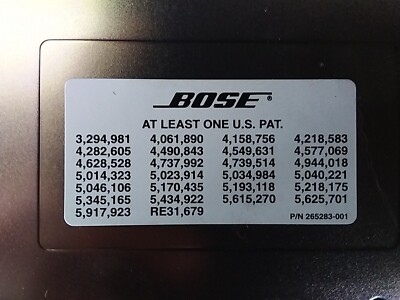 BOSE®
AT LEAST ONE U.S. PAT.
3,294,981 4,061,890 4,158,756 4,218,583
4,282,605 4,490,843 4,549,631 4,577,069
4,628,528 4,737,992 4,739,514 4,944,018
5,014,323 5,023,914 5,034,984 5,040,221
5,046,106 5,170,435 5,193,118 5,218,175
5,345,165 5,434,922 5,615,270 5,625,701
5,917,923 RE31,679
P/N 265283-001